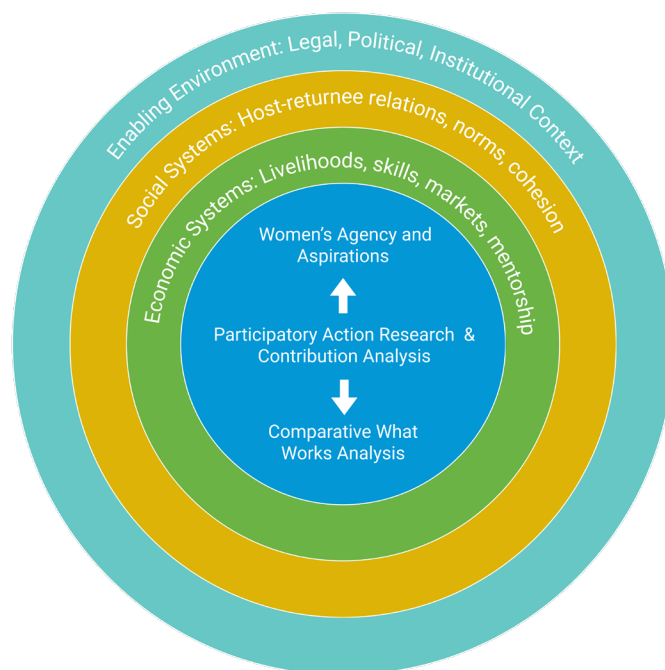 Enabling Environment: Legal, Political, Institutional Context
Social Systems: Host-returnee relations, norms, cohesion
Economic Systems: Livelihoods, skills, markets, mentorship
Women’s Agency and
Aspirations
Participatory Action Research &
Contribution Analysis
Comparative What
Works Analysis